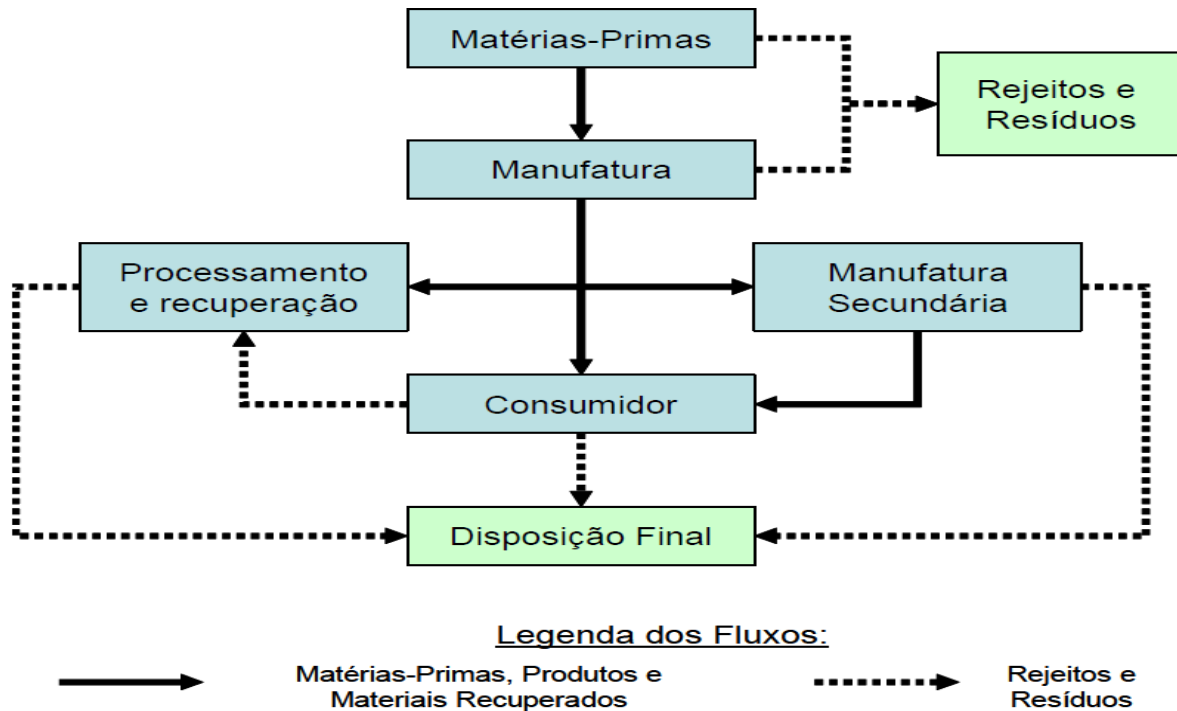 Matérias-Primas
Rejeitos e
Resíduos
Manufatura
Processamento
e recuperação
Manufatura
Secundária
Consumidor
Disposição Final
Legenda dos Fluxos:
Matérias-Primas, Produtos e
Materiais Recuperados
Rejeitos e
Resíduos